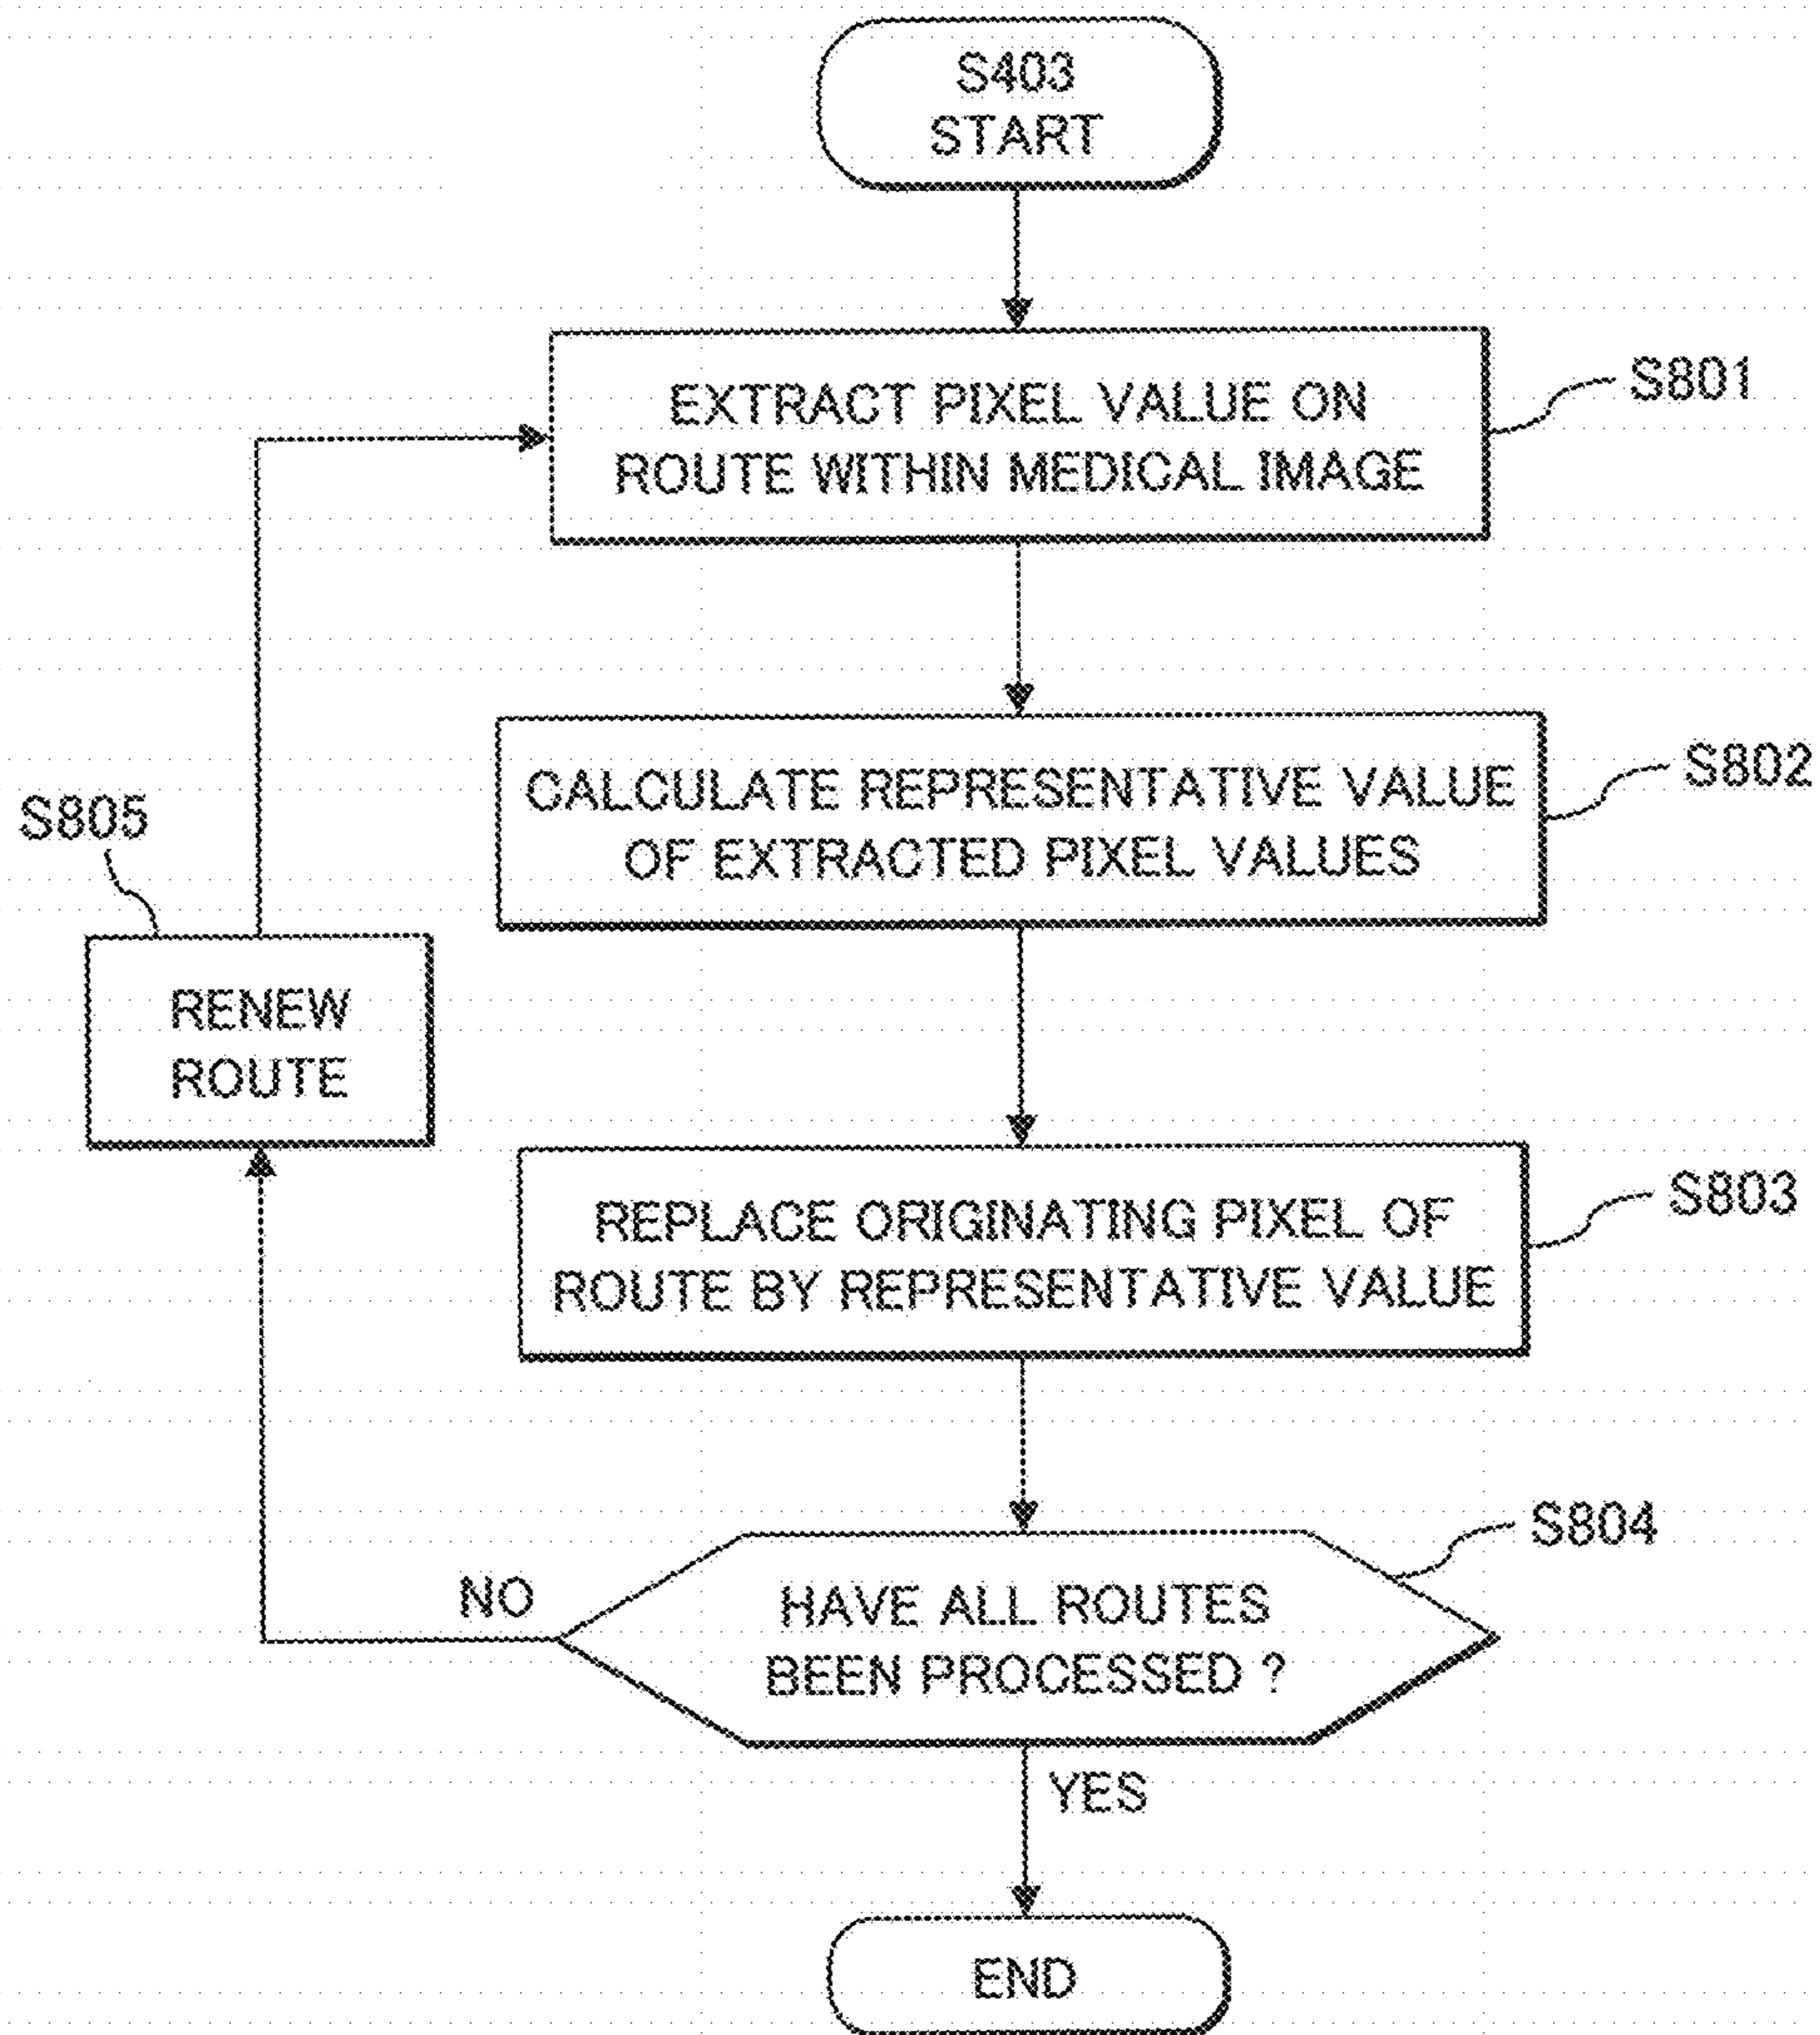 S403
START
EXTRACT PIXEL VALUE ON
ROUTE WITHIN MEDICAL IMAGE
S801
CALCULATE REPRESENTATIVE VALUE
OF EXTRACTED PIXEL VALUES
S802
S805
RENEW
ROUTE
REPLACE ORIGINATING PIXEL OF
ROUTE BY REPRESENTATIVE VALUE
S803
S804
HAVE ALL ROUTES
BEEN PROCESSED ?
NO
YES
END